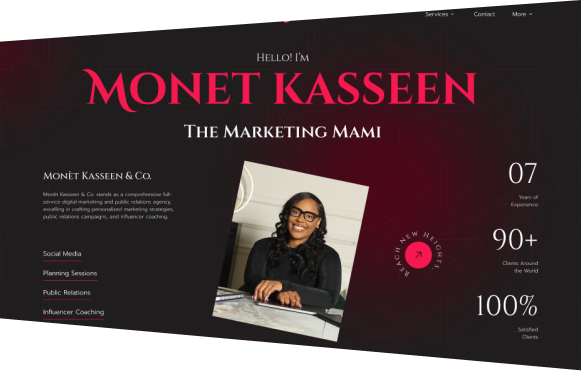 Services
Contact
More
Hello! I'm
Monet Kasseen
The Marketing Mami
Monèt Kasseen & Co.
Monèt Kasseen & Co. stands as a comprehensive full-
service digital marketing and public relations agency,
excelling in crafting personalized marketing strategies,
public relations campaigns, and influencer coaching.
Social Media
Planning Sessions
Public Relations
Influencer Coaching
REACH NEW HEIGHTS
07
Years of
Experience
90+
Clients Around
the World
100%
Satisfied
Clients